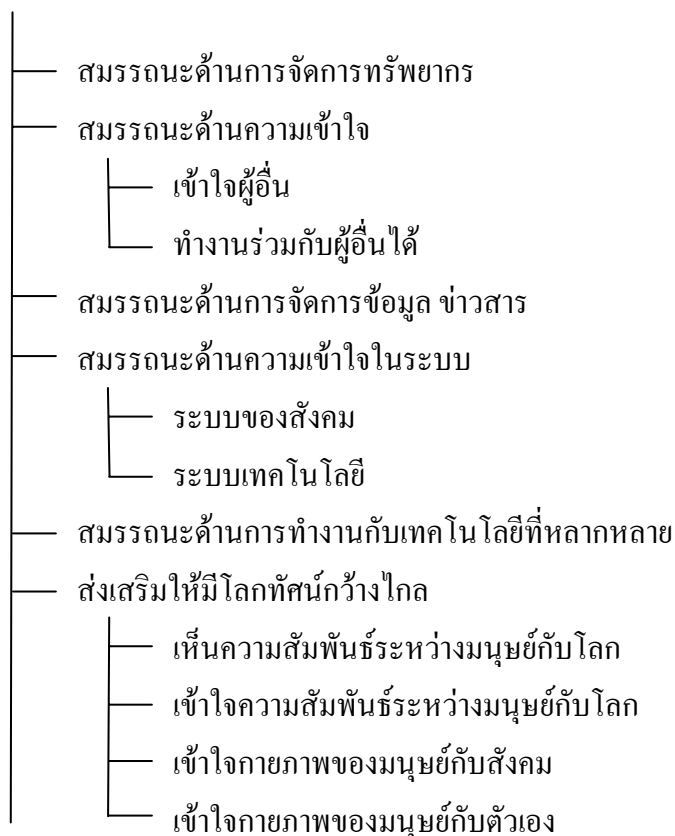 สมรรถนะด้านการจัดการทรัพยากร
สมรรถนะด้านความเข้าใจ
เข้าใจผู้อื่น
ทำงานร่วมกับผู้อื่นได้
สมรรถนะด้านการจัดการข้อมูล ข่าวสาร
สมรรถนะด้านความเข้าใจในระบบ
ระบบของสังคม
ระบบเทคโนโลยี
สมรรถนะด้านการทำงานกับเทคโนโลยีที่หลากหลาย
ส่งเสริมให้มีโลกทัศน์กว้างไกล
เห็นความสัมพันธ์ระหว่างมนุษย์กับโลก
เข้าใจความสัมพันธ์ระหว่างมนุษย์กับโลก
เข้าใจกายภาพของมนุษย์กับสังคม
เข้าใจกายภาพของมนุษย์กับตัวเอง